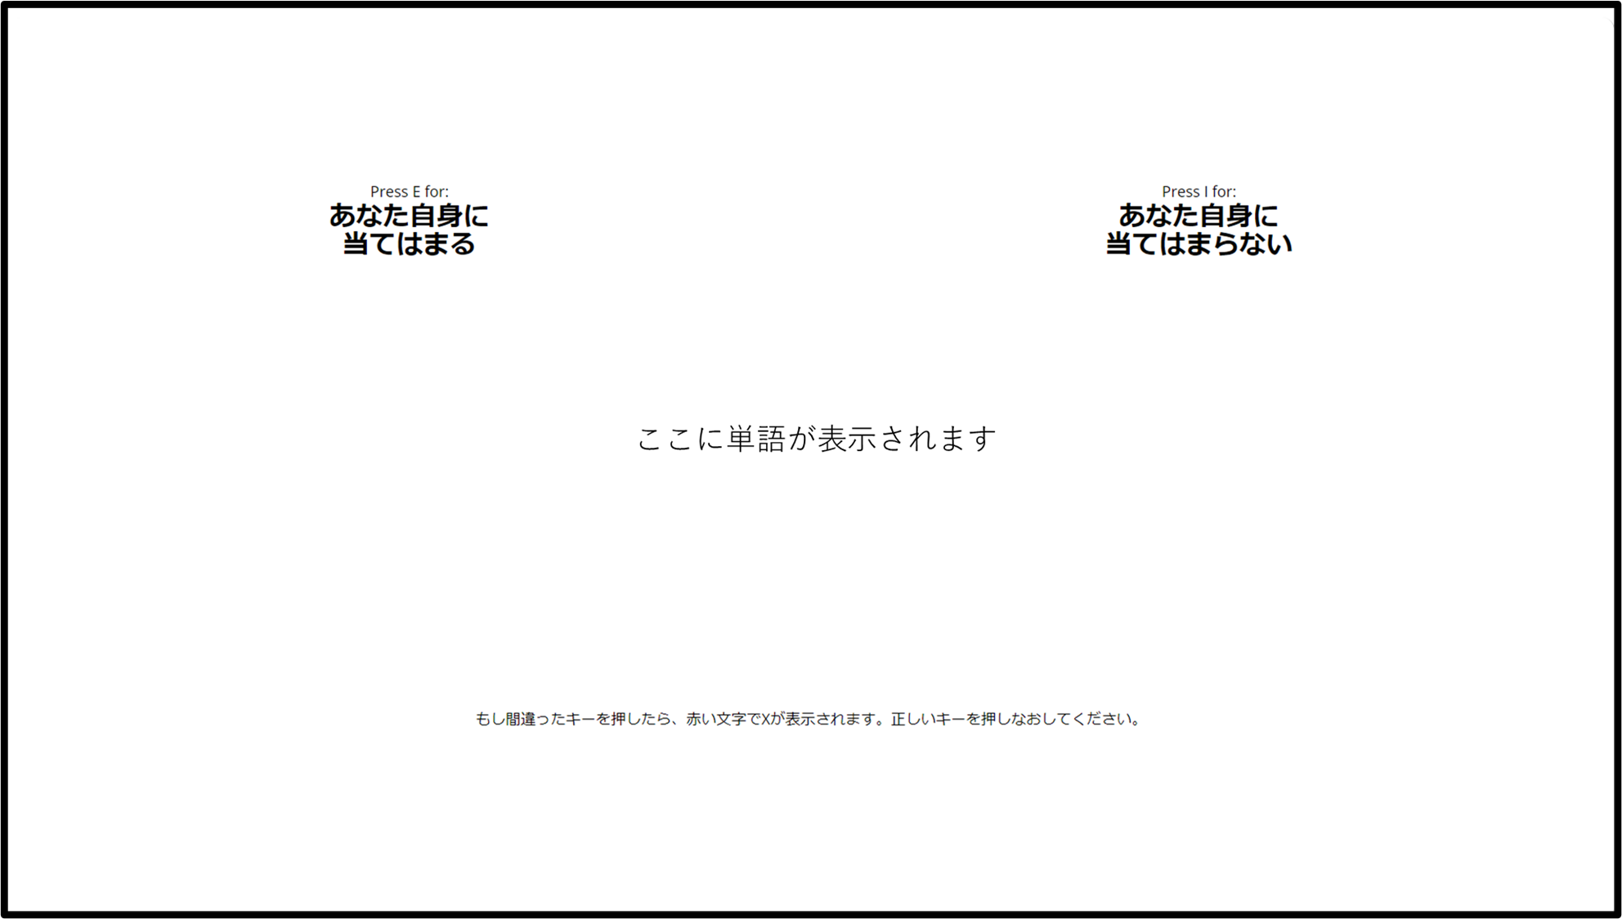 Press E for:
あなた自身に
当てはまる
Press I for:
あなた自身に
当てはまらない
ここに単語が表示されます
もし間違ったキーを押したら、赤い文字でXが表示されます。正しいキーを押しなおしてください。